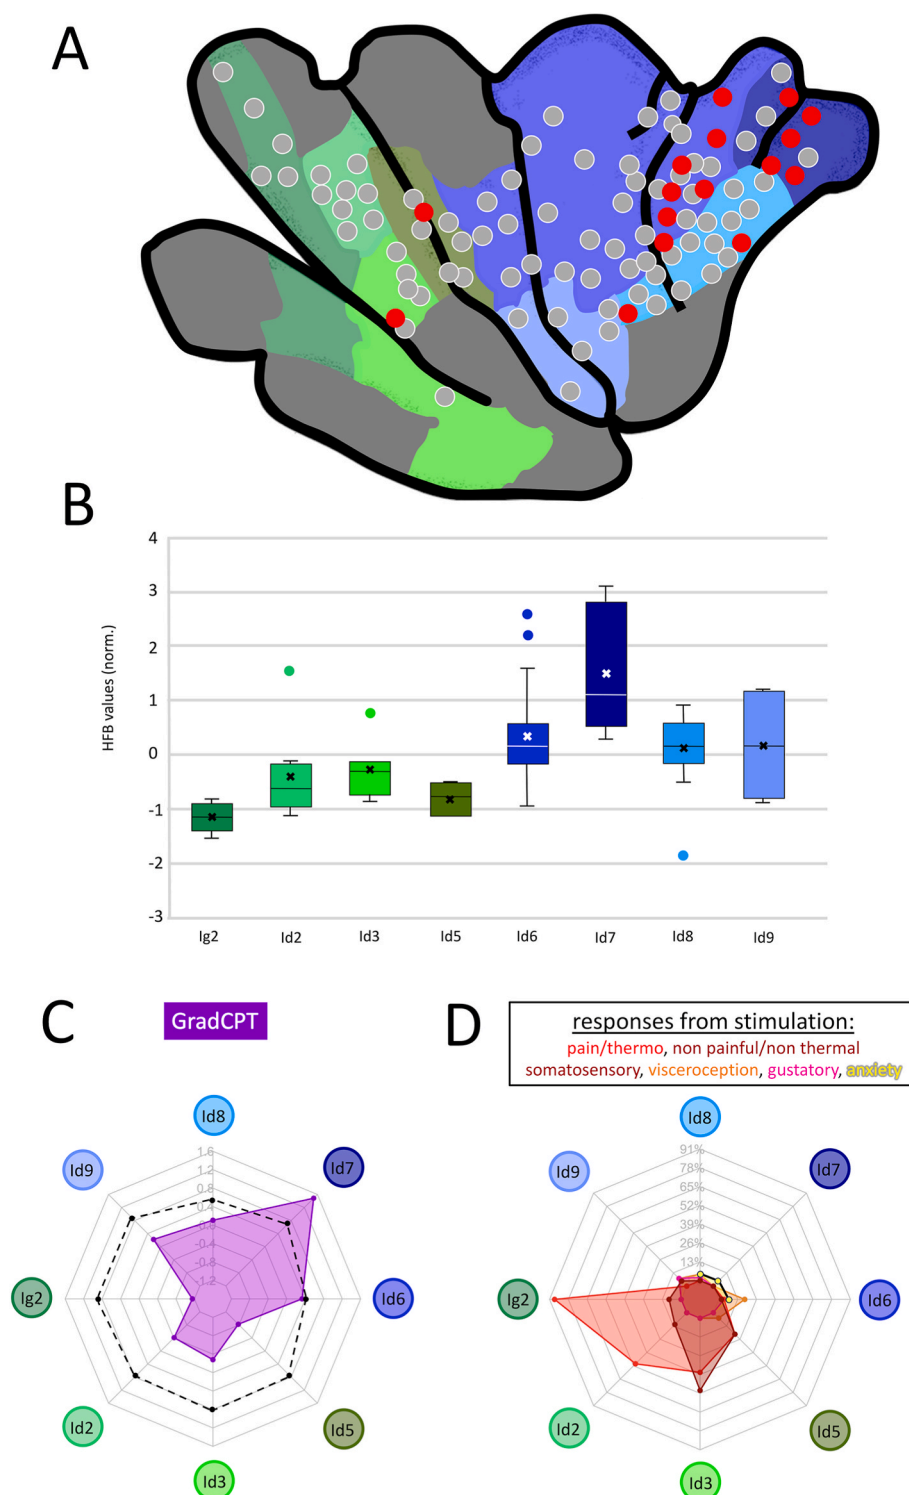 A
B
4
3
2
1
0
-1
-2
-3
HFB values (norm.)
Ig2 Id2 Id3 Id5 Id6 Id7 Id8 Id9
C
GradCPT
Id8
Id7
Id6
Id5
Id3
Id2
Ig2
Id9
1.6
1.2
0.8
0.4
0.0
-0.4
-0.8
-1.2
D
responses from stimulation:
pain/thermo, non painful/non thermal
somatosensory, visceroception, gustatory, anxiety
Id8
Id7
Id6
Id5
Id3
Id2
Ig2
Id9
91%
78%
65%
52%
39%
26%
13%